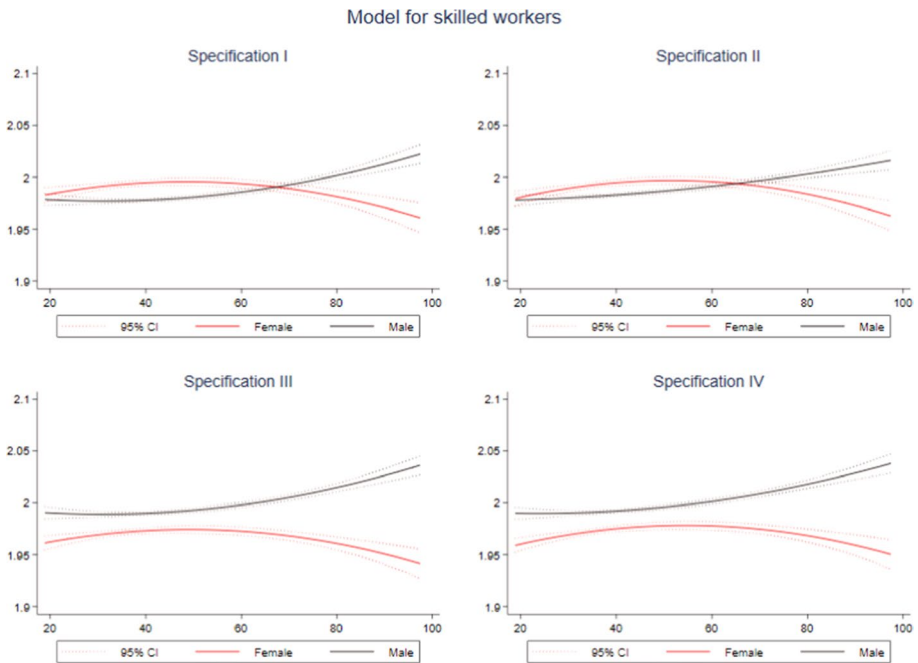 Model for skilled workers
Specification I
2.1
2.05
2
1.95
1.9
20 40 60 80 100
95% CI Female Male
Specification II
2.1
2.05
2
1.95
1.9
20 40 60 80 100
95% CI Female Male
Specification III
2.1
2.05
2
1.95
1.9
20 40 60 80 100
95% CI Female Male
Specification IV
2.1
2.05
2
1.95
1.9
20 40 60 80 100
95% CI Female Male